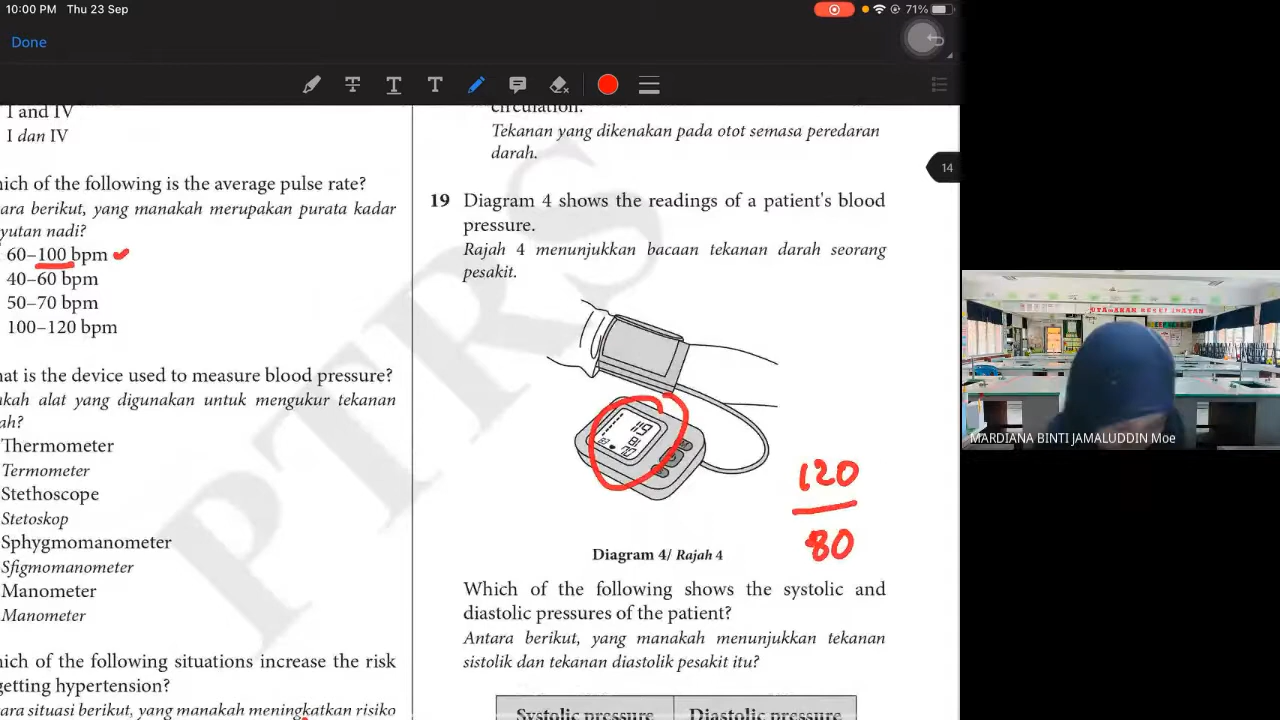 10:00 PM Thu 23 Sep
71%
Done
I and IV
I dan IV
ich of the following is the average pulse rate?
ara berikut, yang manakah merupakan purata kadar
yutan nadi?
60–100 bpm
40–60 bpm
50–70 bpm
100–120 bpm
hat is the device used to measure blood pressure?
kah alat yang digunakan untuk mengukur tekanan
ah?
Thermometer
Termometer
Stethoscope
Stetoskop
Sphygmomanometer
Sfigmomanometer
Manometer
Manometer
ich of the following situations increase the risk
getting hypertension?
ara situasi berikut, yang manakah meningkatkan risiko
circulation.
Tekanan yang dikenakan pada otot semasa peredaran
darah.
14
19 Diagram 4 shows the readings of a patient's blood
pressure.
Rajah 4 menunjukkan bacaan tekanan darah seorang
pesakit.
120
80
Diagram 4/ Rajah 4
Which of the following shows the systolic and
diastolic pressures of the patient?
Antara berikut, yang manakah menunjukkan tekanan
sistolik dan tekanan diastolik pesakit itu?
Systolic pressure Diastolic pressure
PTRS
MARDIANA BINTI JAMALUDDIN Moe